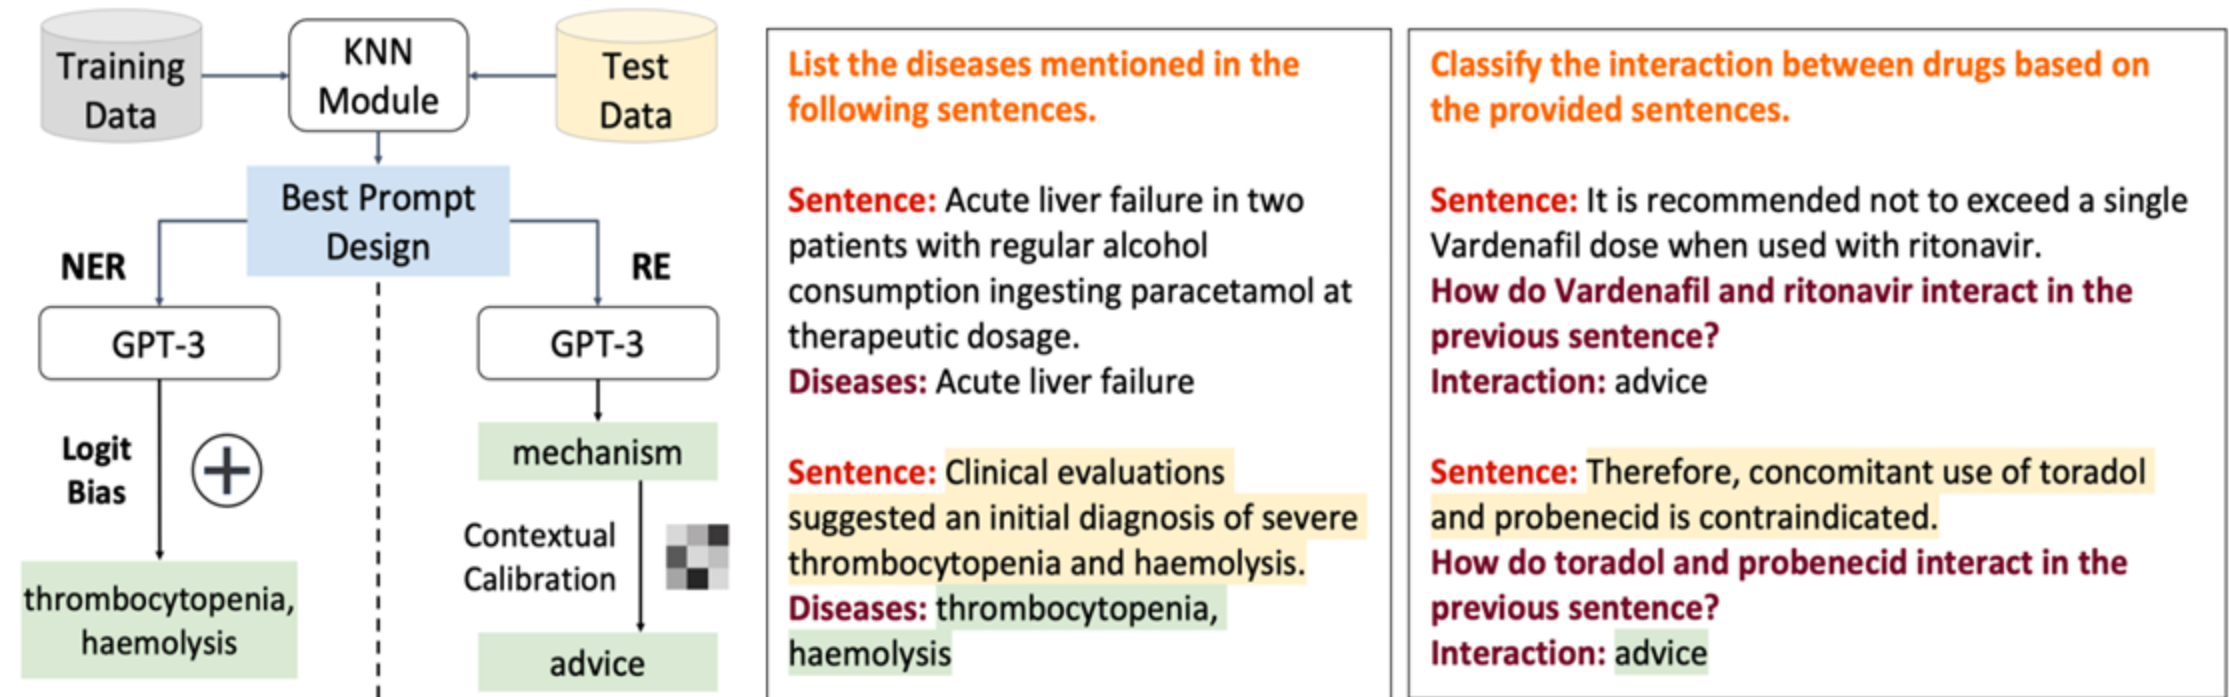 Training
Data
KNN
Module
Test
Data
Best Prompt
Design
NER
RE
GPT-3
GPT-3
Logit
Bias
mechanism
Contextual
Calibration
thrombocytopenia,
haemolysis
advice
List the diseases mentioned in the
following sentences.
Sentence: Acute liver failure in two
patients with regular alcohol
consumption ingesting paracetamol at
therapeutic dosage.
Diseases: Acute liver failure
Sentence: Clinical evaluations
suggested an initial diagnosis of severe
thrombocytopenia and haemolysis.
Diseases: thrombocytopenia,
haemolysis
Classify the interaction between drugs based on
the provided sentences.
Sentence: It is recommended not to exceed a single
Vardenafil dose when used with ritonavir.
How do Vardenafil and ritonavir interact in the
previous sentence?
Interaction: advice
Sentence: Therefore, concomitant use of toradol
and probenecid is contraindicated.
How do toradol and probenecid interact in the
previous sentence?
Interaction: advice